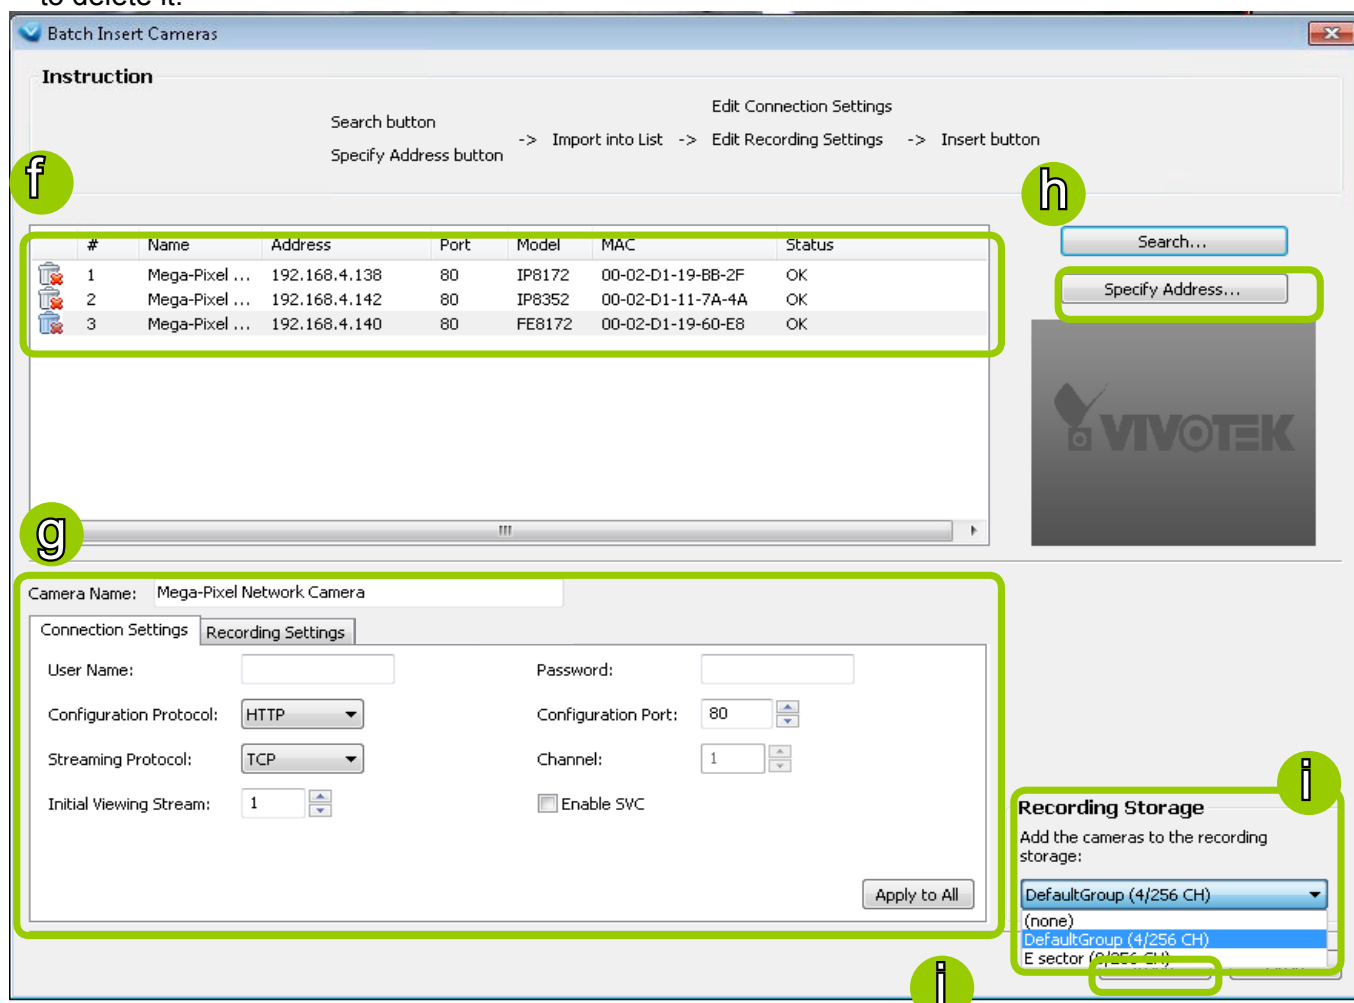 to delete it.
Batch Insert Cameras
Instruction
Search button
Specify Address button
-> Import into List ->
Edit Connection Settings
Edit Recording Settings
-> Insert button
f
h
# Name Address Port Model MAC Status
1 Mega-Pixel ... 192.168.4.138 80 IP8172 00-02-D1-19-BB-2F OK
2 Mega-Pixel ... 192.168.4.142 80 IP8352 00-02-D1-11-7A-4A OK
3 Mega-Pixel ... 192.168.4.140 80 FE8172 00-02-D1-19-60-E8 OK
Search...
Specify Address...
VIVOTEK
g
Camera Name: Mega-Pixel Network Camera
Connection Settings Recording Settings
User Name: Password:
Configuration Protocol: HTTP Configuration Port: 80
Streaming Protocol: TCP Channel: 1
Initial Viewing Stream: 1 Enable SVC
Apply to All
i
Recording Storage
Add the cameras to the recording
storage:
DefaultGroup (4/256 CH)
(none)
DefaultGroup (4/256 CH)
E sector (0/256 CH)